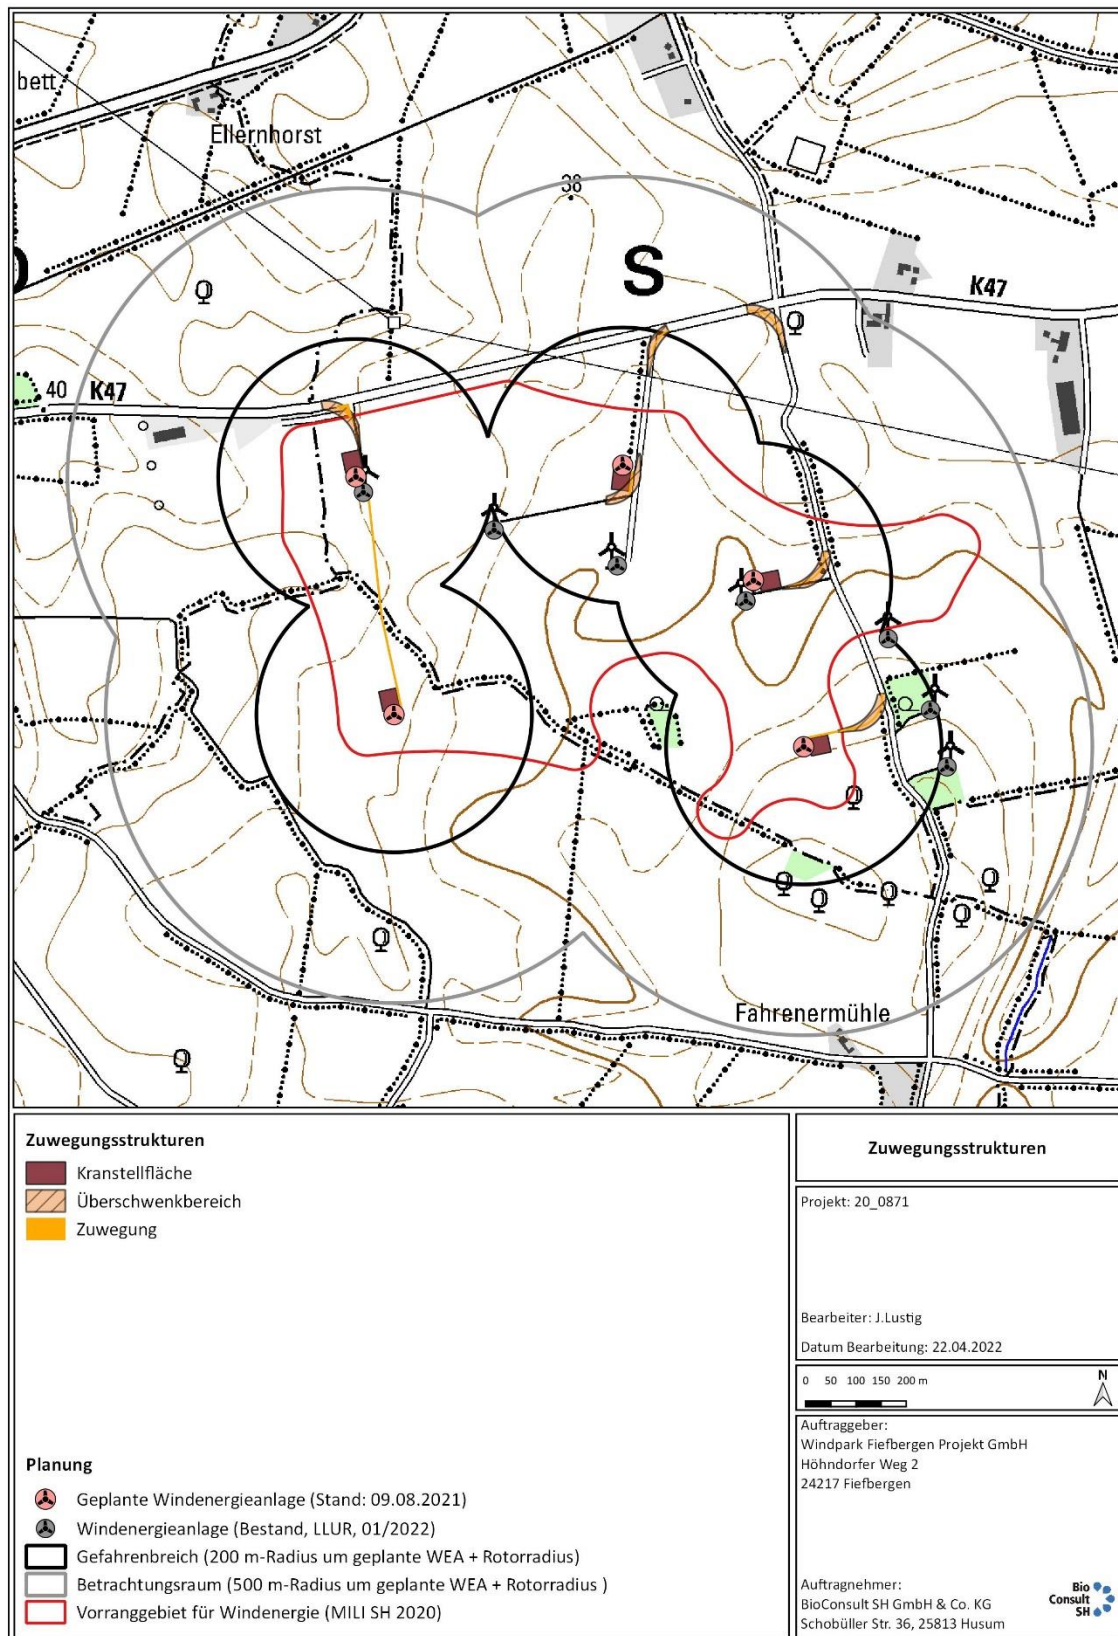 bett
Ellernhorst
38
S
K47
40
K47
Fahrenermühle
Zuwegungsstrukturen
Kranstellfläche
Überschwenkbereich
Zuwegung
Planung
Geplante Windenergieanlage (Stand: 09.08.2021)
Windenergieanlage (Bestand, LLUR, 01/2022)
Gefahrenbreich (200 m-Radius um geplante WEA + Rotorradius)
Betrachtungsraum (500 m-Radius um geplante WEA + Rotorradius )
Vorranggebiet für Windenergie (MILI SH 2020)
Zuwegungsstrukturen
Projekt: 20_0871
Bearbeiter: J.Lustig
Datum Bearbeitung: 22.04.2022
0 50 100 150 200 m
N
Auftraggeber:
Windpark Fiefbergen Projekt GmbH
Höhndorfer Weg 2
24217 Fiefbergen
Auftragnehmer:
BioConsult SH GmbH & Co. KG
Schobüller Str. 36, 25813 Husum
Bio
Consult
SH